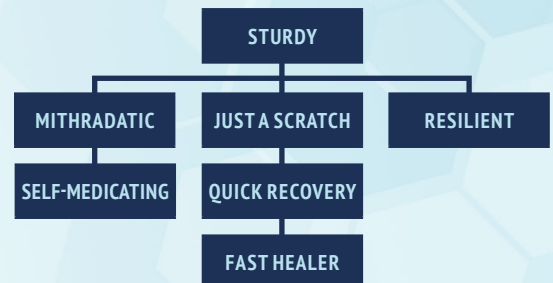 STURDY
MITHRADATIC
JUST A SCRATCH
RESILIENT
SELF-MEDICATING
QUICK RECOVERY
FAST HEALER